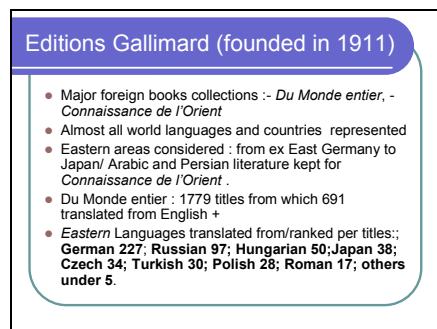 Editions Gallimard (founded in 1911)
Major foreign books collections :- Du Monde entier, -
Connaissance de l'Orient
Almost all world languages and countries represented
Eastern areas considered : from ex East Germany to
Japan/ Arabic and Persian literature kept for
Connaissance de l'Orient .
Du Monde entier : 1779 titles from which 691
translated from English +
Eastern Languages translated from/ranked per titles:;
German 227; Russian 97; Hungarian 50;Japan 38;
Czech 34; Turkish 30; Polish 28; Roman 17; others
under 5.